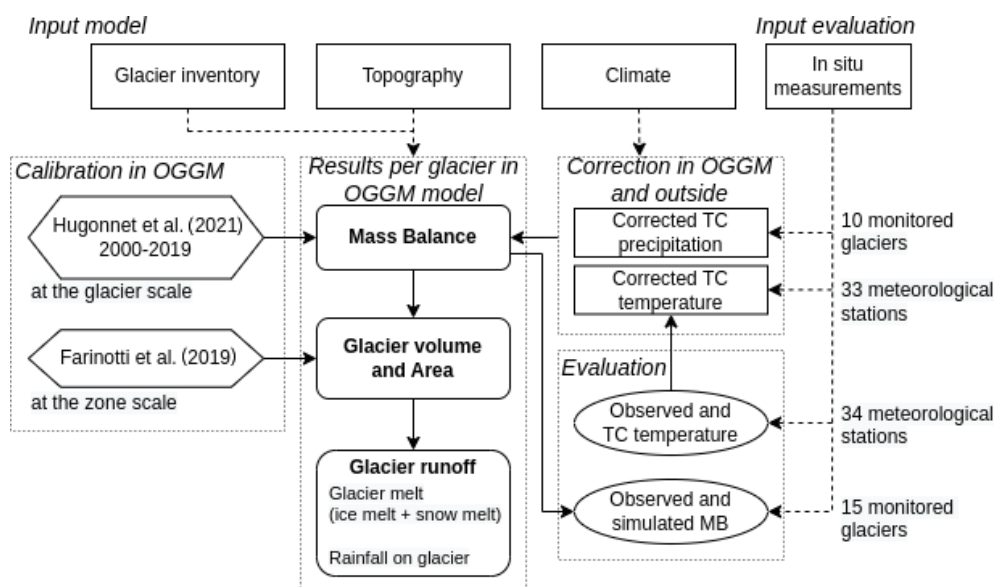 Input model
Input evaluation
Glacier inventory
Topography
Climate
In situ
measurements
Calibration in OGGM
Hugonnet et al. (2021)
2000-2019
at the glacier scale
Farinotti et al. (2019)
at the zone scale
Results per glacier in
OGGM model
Mass Balance
Glacier volume
and Area
Glacier runoff
Glacier melt
(ice melt + snow melt)
Rainfall on glacier
Correction in OGGM
and outside
Corrected TC
precipitation
Corrected TC
temperature
Evaluation
Observed and
TC temperature
Observed and
simulated MB
10 monitored
glaciers
33 meteorological
stations
34 meteorological
stations
15 monitored
glaciers